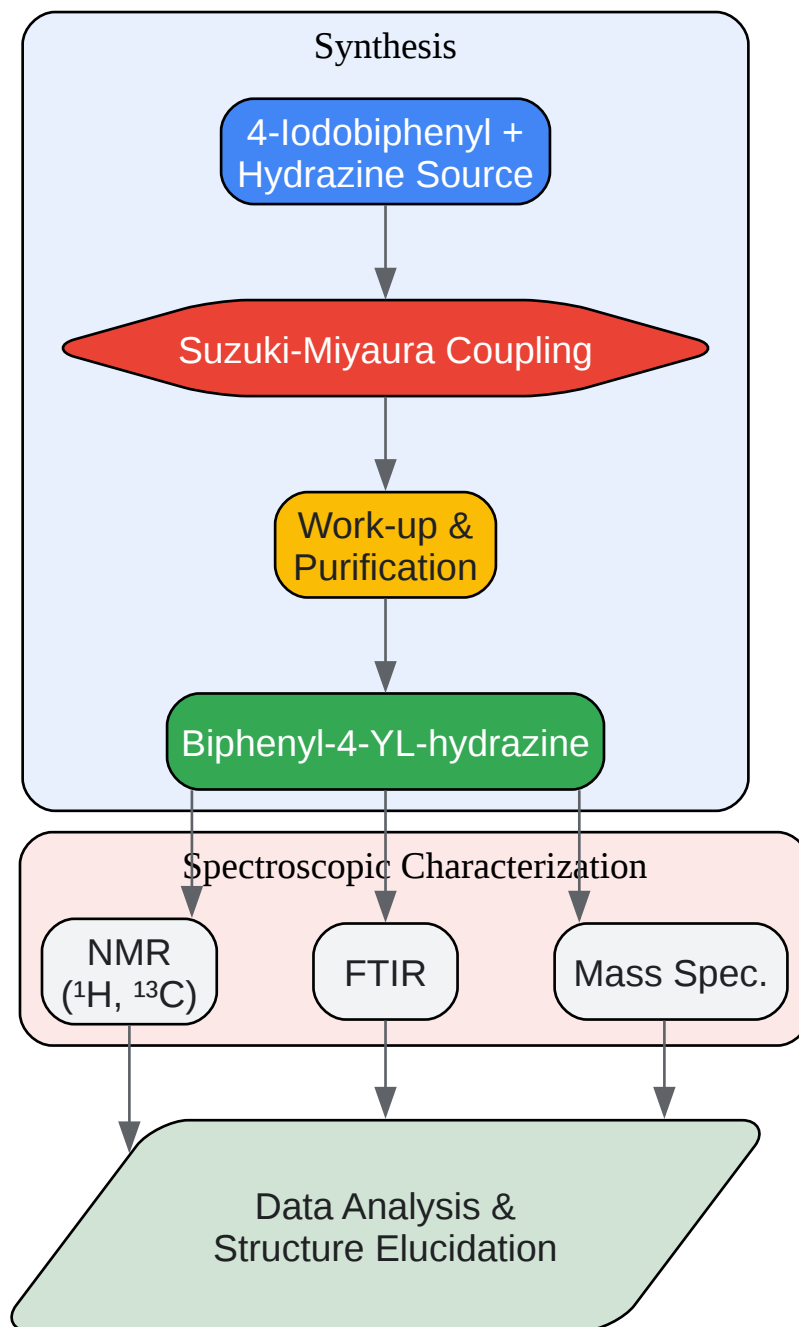 Synthesis
4-Iodobiphenyl +
Hydrazine Source
Suzuki-Miyaura Coupling
Work-up &
Purification
Biphenyl-4-YL-hydrazine
Spectroscopic Characterization
NMR
(¹H, ¹³C)
FTIR
Mass Spec.
Data Analysis &
Structure Elucidation